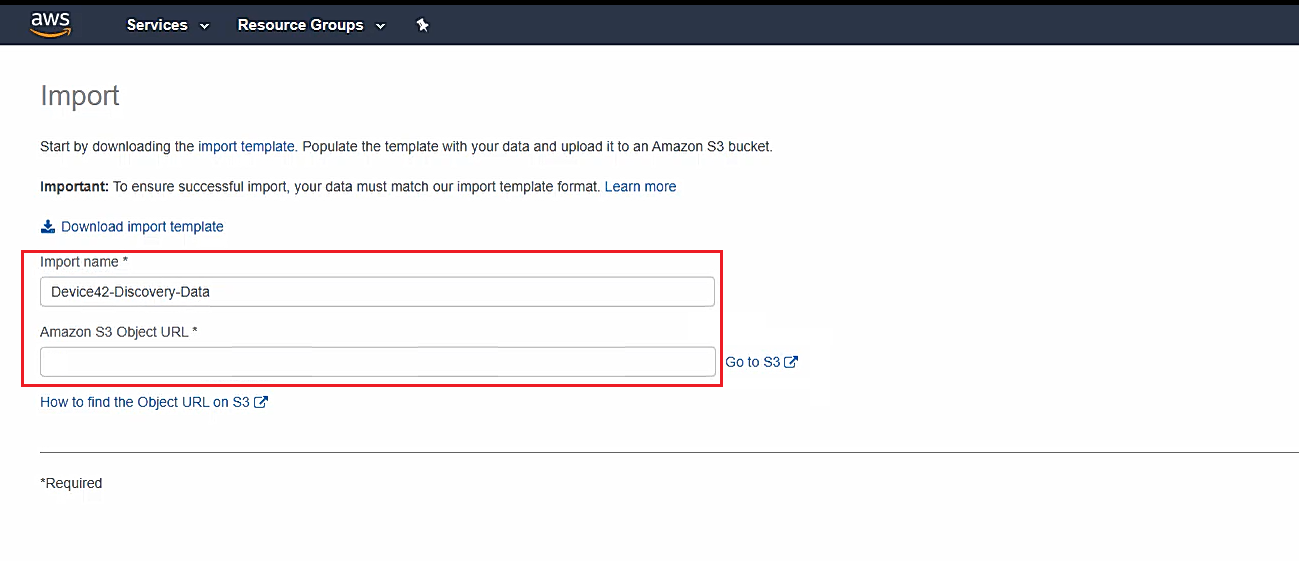 aws Services Resource Groups
Import
Start by downloading the import template. Populate the template with your data and upload it to an Amazon S3 bucket.
Important: To ensure successful import, your data must match our import template format. Learn more
Download import template
Import name *
Device42-Discovery-Data
Amazon S3 Object URL *
Go to S3
How to find the Object URL on S3
*Required